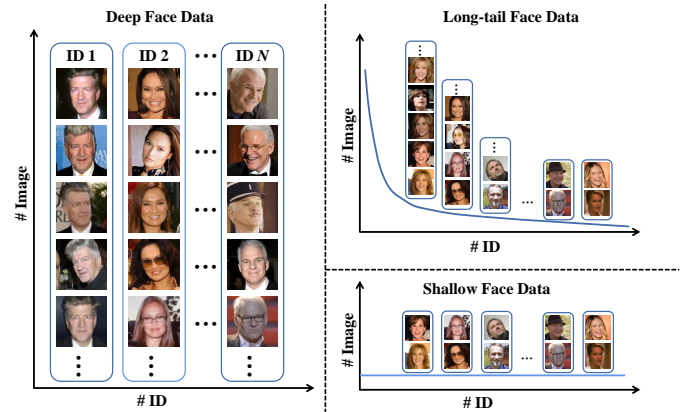 Deep Face Data
ID 1
ID 2
ID N
# Image
# ID
Long-tail Face Data
# Image
...
# ID
Shallow Face Data
# Image
...
# ID